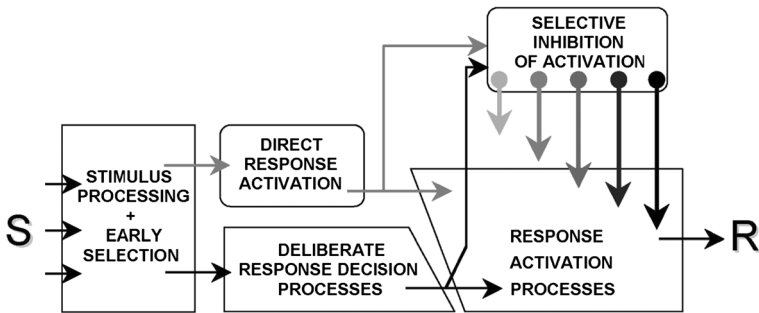 SELECTIVE
INHIBITION
OF ACTIVATION
DIRECT
RESPONSE
ACTIVATION
STIMULUS
PROCESSING
+
EARLY
SELECTION
S
DELIBERATE
RESPONSE DECISION
PROCESSES
RESPONSE
ACTIVATION
PROCESSES
R